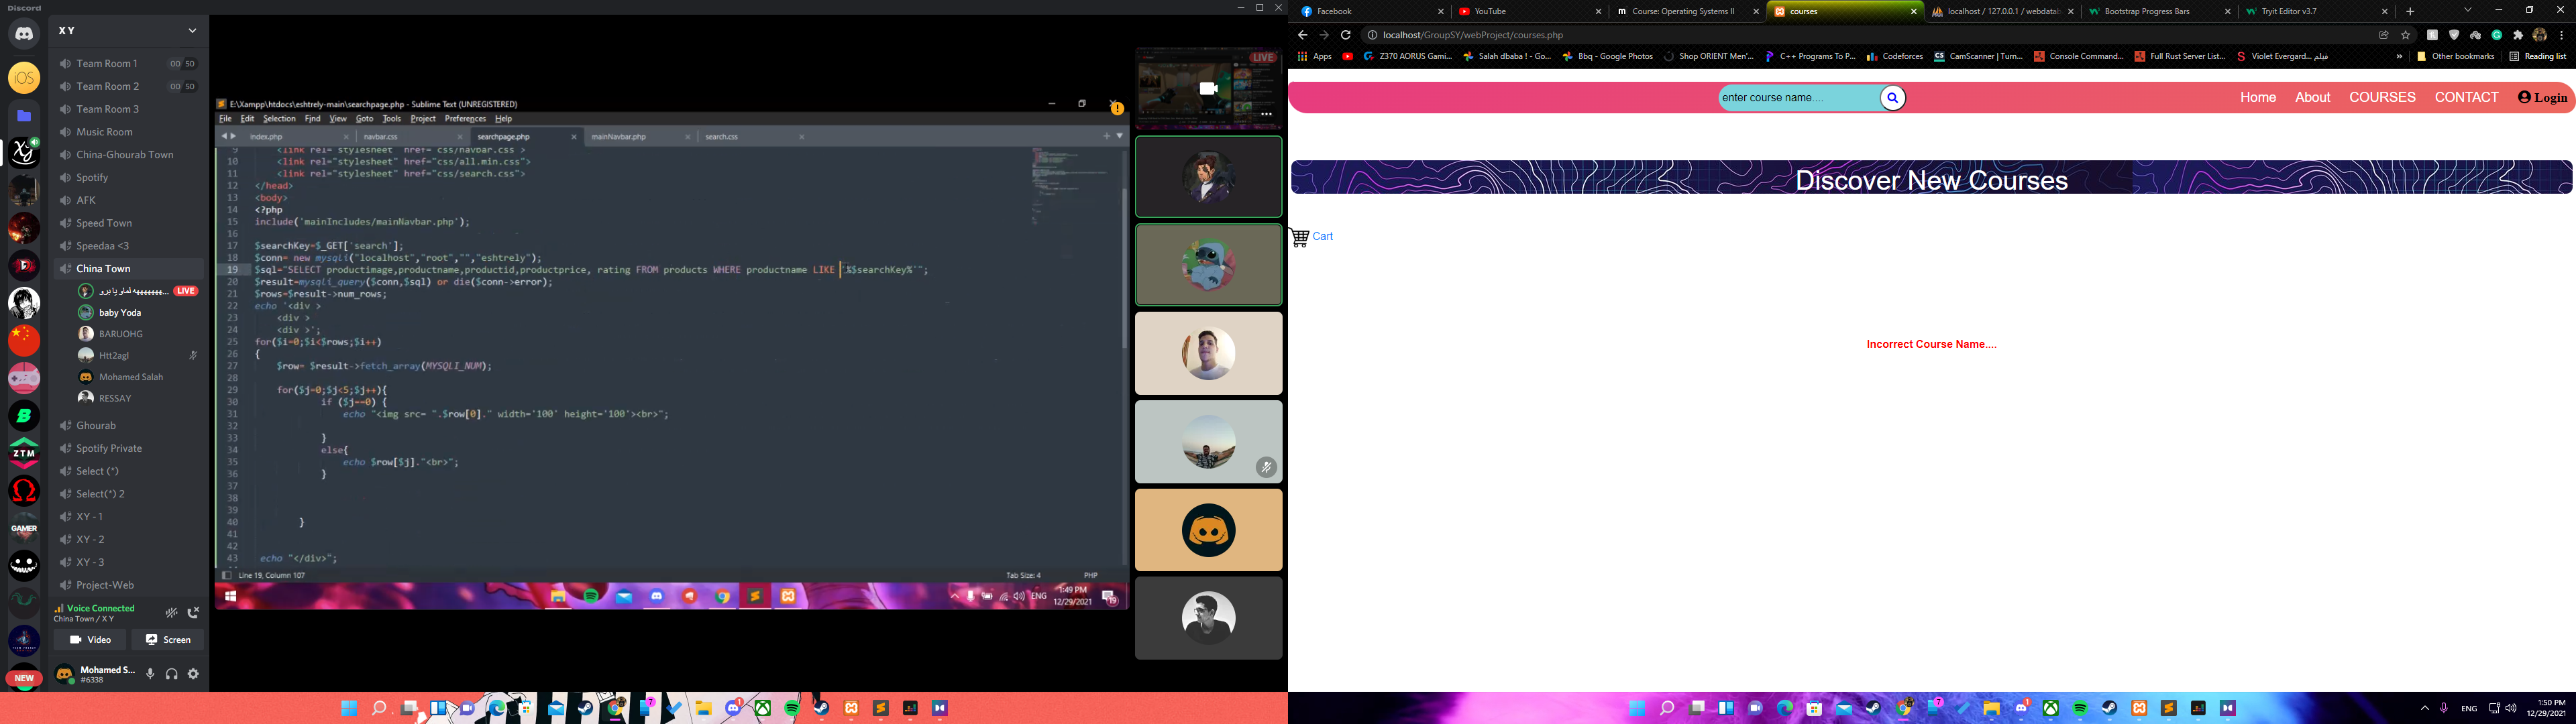 Discord
X Y
Team Room 1 00 50
Team Room 2 00 50
Team Room 3
Music Room
China-Ghourab Town
Spotify
AFK
Speed Town
Speedaa <3
China Town
LIVE
baby Yoda
BARUOHG
Htt2agl
Mohamed Salah
RESSAY
Ghourab
Spotify Private
Select (*)
Select(*) 2
XY - 1
XY - 2
XY - 3
Project-Web
Voice Connected
China Town / X Y
Video Screen
Mohamed S...
#6338
iOS
ZTM
GAMER
NEW
E:\Xampp\htdocs\eshtrely-main\searchpage.php - Sublime Text (UNREGISTERED)
File Edit Selection Find View Goto Tools Project Preferences Help
index.php navbar.css searchpage.php mainNavbar.php search.css
9 <link rel="stylesheet" href="css/navbar.css">
10 <link rel="stylesheet" href="css/all.min.css">
11 <link rel="stylesheet" href="css/search.css">
12 </head>
13 <body>
14 <?php
15 include('mainIncludes/mainNavbar.php');
16
17 $searchKey=$_GET['search'];
18 $conn= new mysqli("localhost","root","","eshtrely");
19 $sql="SELECT productimage,productname,productid,productprice, rating FROM products WHERE productname LIKE '%$searchKey%'";
20 $result=mysqli_query($conn,$sql) or die($conn->error);
21 $rows=$result->num_rows;
22 echo '<div >
23 <div >
24 <div >';
25 for($i=0;$i<$rows;$i++)
26 {
27 $row= $result->fetch_array(MYSQLI_NUM);
28
29 for($j=0;$j<5;$j++){
30 if ($j==0) {
31 echo "<img src= ".$row[0]." width='100' height='100'><br>";
32
33 }
34 else{
35 echo $row[$j]."<br>";
36 }
37
38
39
40 }
41
42
43 echo "</div>";
Line 19, Column 107 Tab Size: 4 PHP
ENG 1:49 PM
12/29/2021
LIVE
Facebook YouTube Course: Operating Systems II courses localhost / 127.0.0.1 / webdatab Bootstrap Progress Bars Tryit Editor v3.7
localhost/GroupSY/webProject/courses.php
Apps Z370 AORUS Gami... Salah dbaba ! - Go... Bbq - Google Photos Shop ORIENT Men'... C++ Programs To P... Codeforces CamScanner | Turn... Console Command... Full Rust Server List... Violet Evergard... فيلم » Other bookmarks Reading list
enter course name.... Home About COURSES CONTACT Login
Discover New Courses
Cart
Incorrect Course Name....
ENG 1:50 PM
12/29/2021